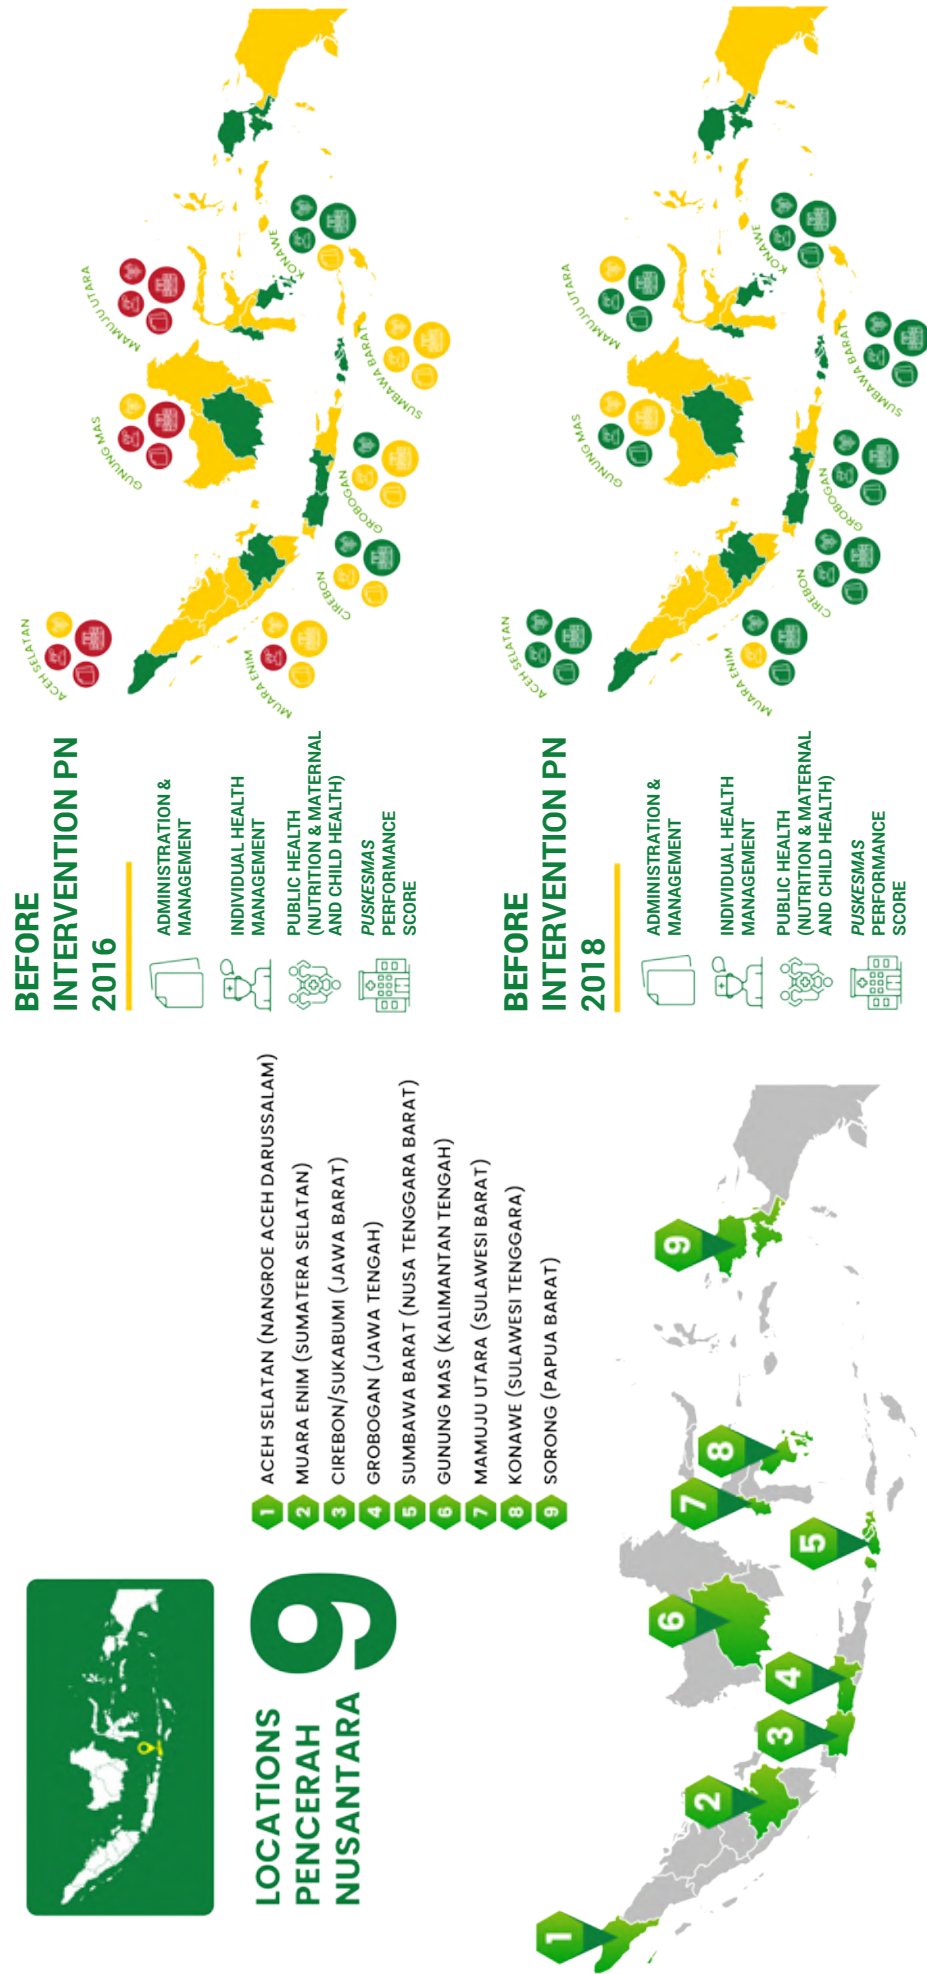 LOCATIONS
PENCERAH
NUSANTARA
9
1 ACEH SELATAN (NANGROE ACEH DARUSSALAM)
2 MUARA ENIM (SUMATERA SELATAN)
3 CIREBON/SUKABUMI (JAWA BARAT)
4 GROBOGAN (JAWA TENGAH)
5 SUMBAWA BARAT (NUSA TENGGARA BARAT)
6 GUNUNG MAS (KALIMANTAN TENGAH)
7 MAMUJU UTARA (SULAWESI BARAT)
8 KONAWE (SULAWESI TENGGARA)
9 SORONG (PAPUA BARAT)
1
2
3
4
5
6
7
8
9
BEFORE
INTERVENTION PN
2016
ADMINISTRATION &
MANAGEMENT
INDIVIDUAL HEALTH
MANAGEMENT
PUBLIC HEALTH
(NUTRITION & MATERNAL
AND CHILD HEALTH)
PUSKESMAS
PERFORMANCE
SCORE
ACEH SELATAN
MUARA ENIM
CIREBON
GROBOGAN
GUNUNG MAS
MAMUJU UTARA
SUMBAWA BARAT
KONAWE
BEFORE
INTERVENTION PN
2018
ADMINISTRATION &
MANAGEMENT
INDIVIDUAL HEALTH
MANAGEMENT
PUBLIC HEALTH
(NUTRITION & MATERNAL
AND CHILD HEALTH)
PUSKESMAS
PERFORMANCE
SCORE
ACEH SELATAN
MUARA ENIM
CIREBON
GROBOGAN
GUNUNG MAS
MAMUJU UTARA
SUMBAWA BARAT
KONAWE